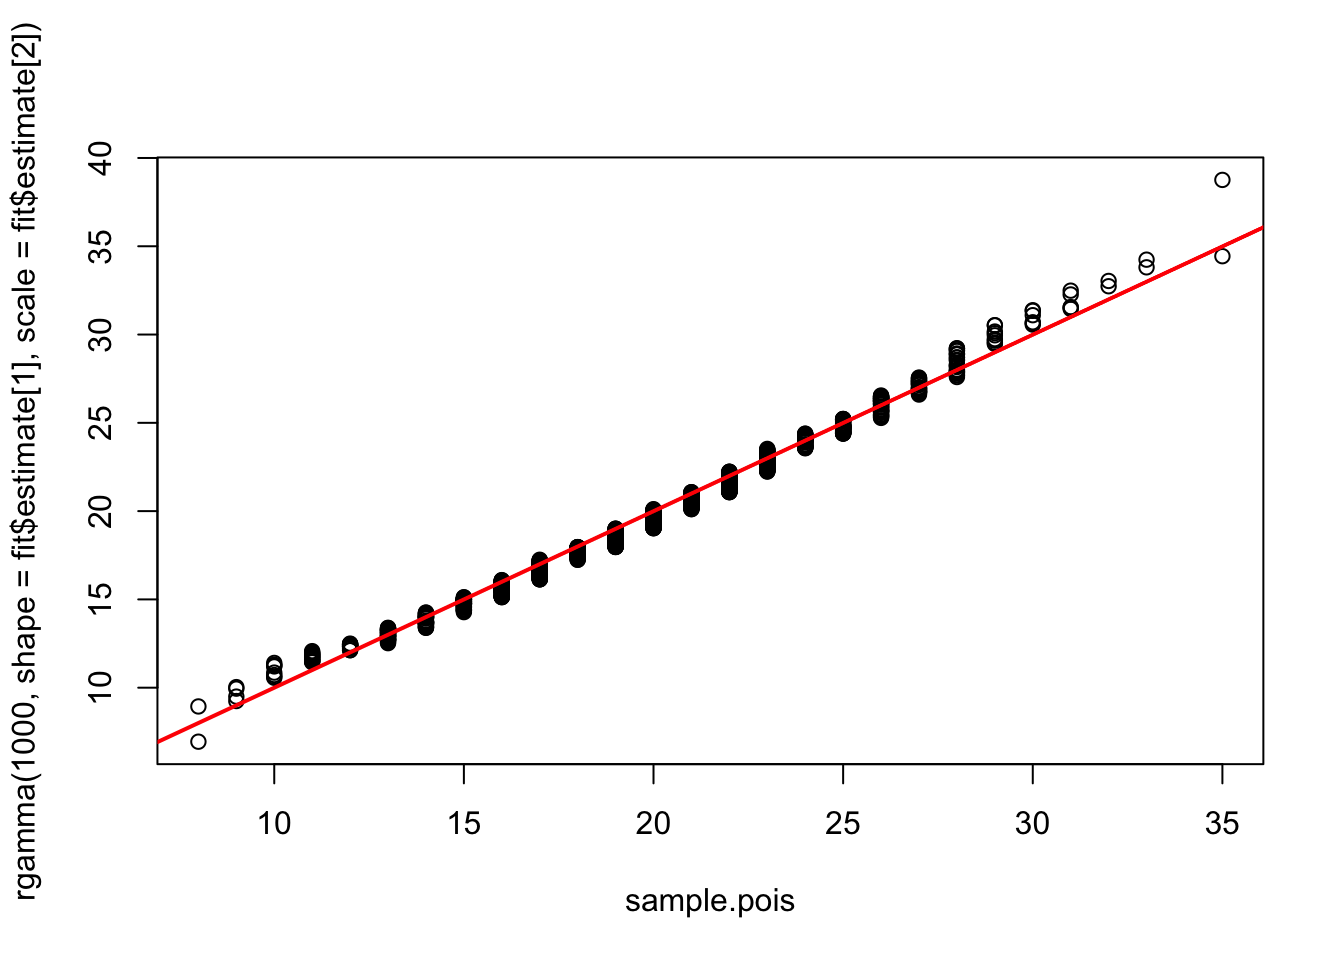 rgamma(1000, shape = fit$estimate[1], scale = fit$estimate[2])
40
35
30
25
20
15
10
10 15 20 25 30 35
sample.pois